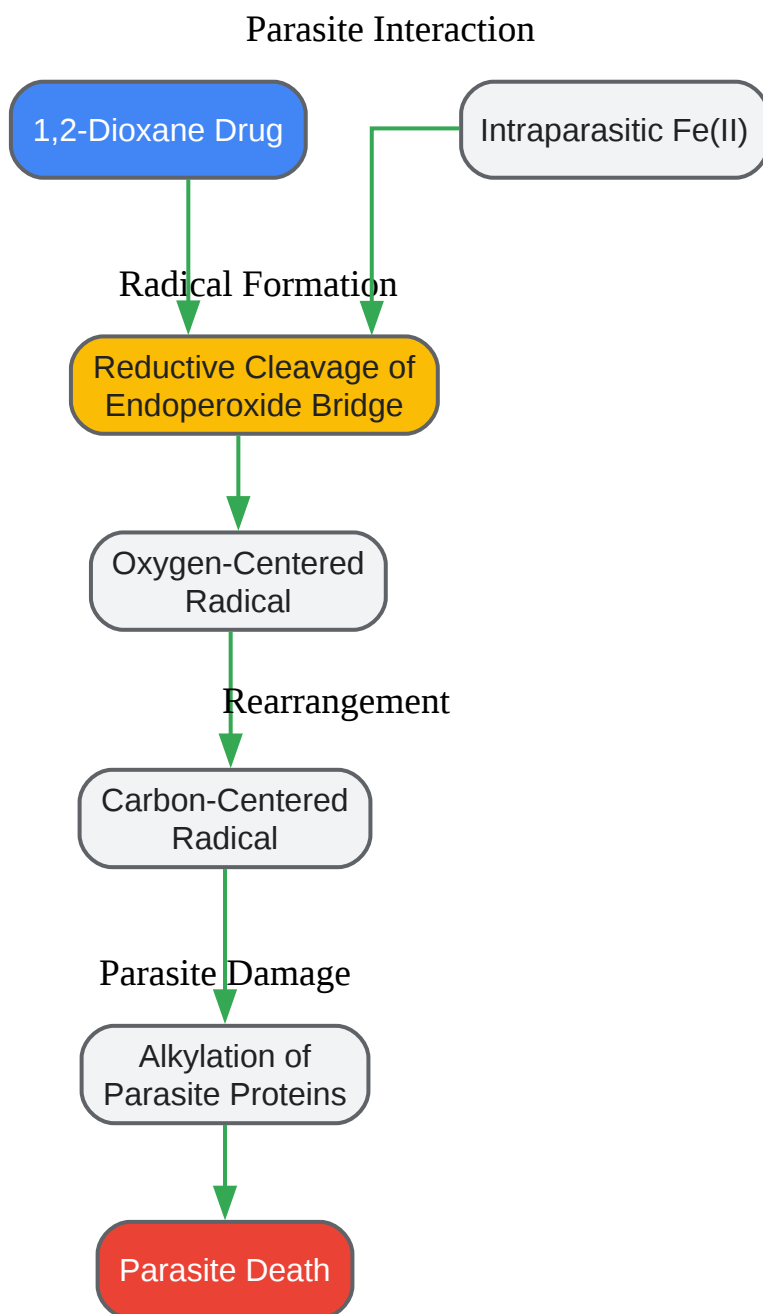 Parasite Interaction
1,2-Dioxane Drug
Intraparasitic Fe(II)
Radical Formation
Reductive Cleavage of
Endoperoxide Bridge
Oxygen-Centered
Radical
Rearrangement
Carbon-Centered
Radical
Parasite Damage
Alkylation of
Parasite Proteins
Parasite Death